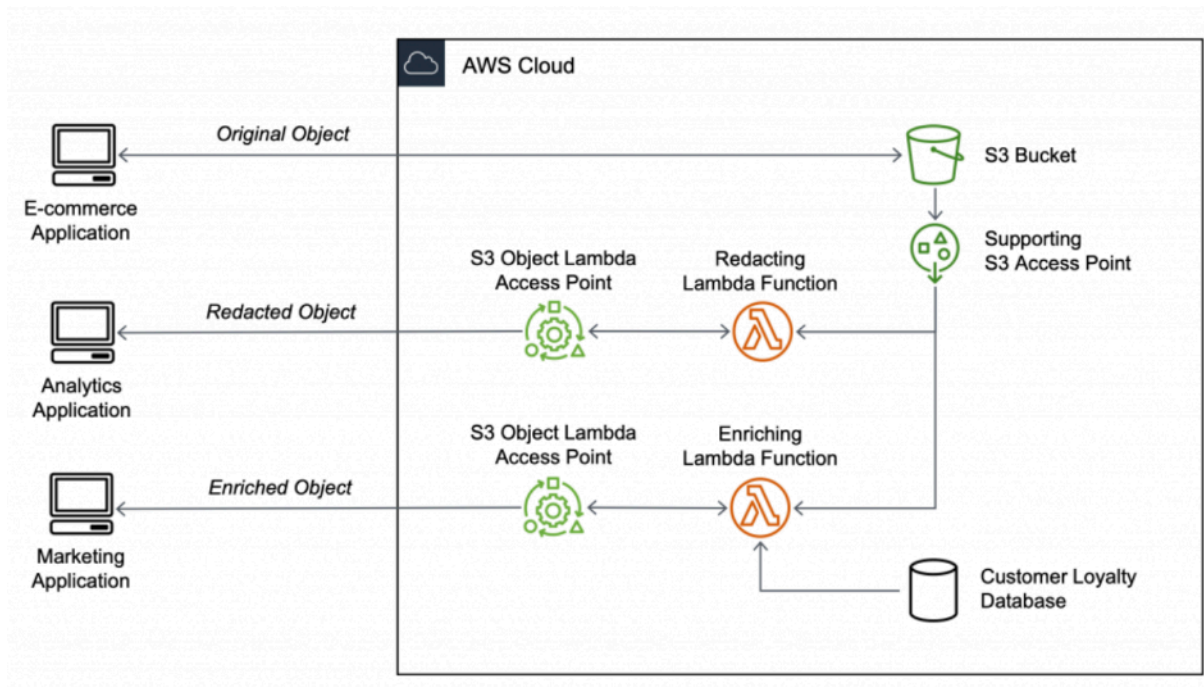 AWS Cloud
Original Object
S3 Bucket
E-commerce
Application
Supporting
S3 Access Point
S3 Object Lambda
Access Point
Redacting
Lambda Function
Redacted Object
Analytics
Application
S3 Object Lambda
Access Point
Enriching
Lambda Function
Enriched Object
Marketing
Application
Customer Loyalty
Database